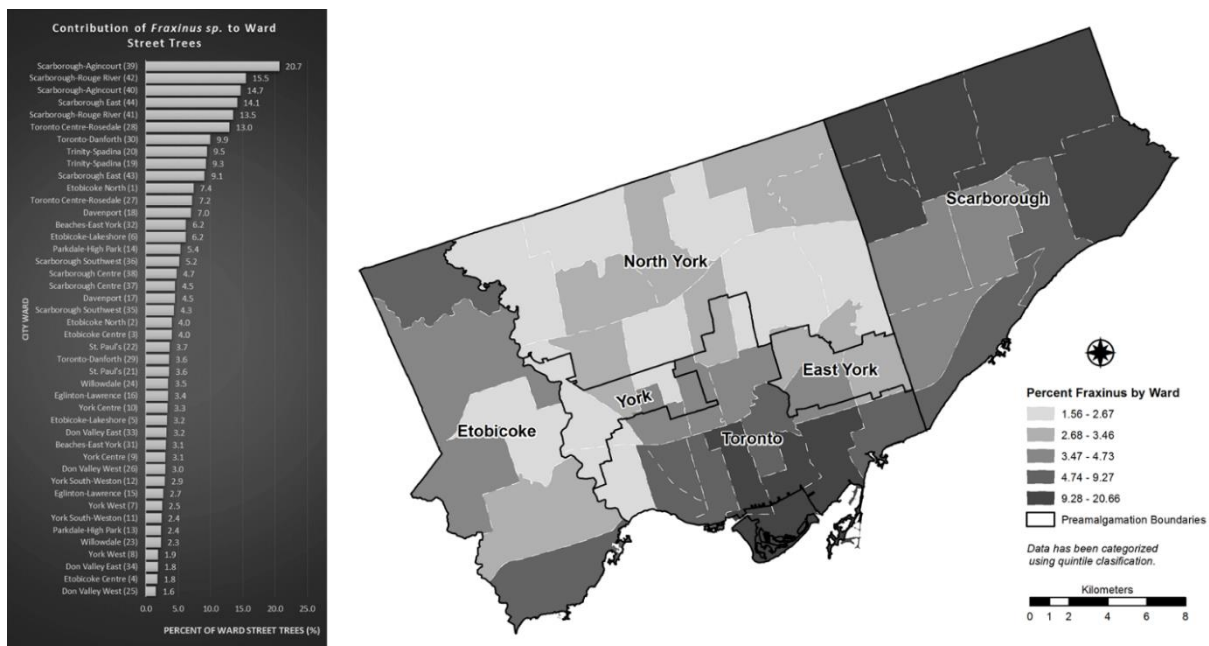 Contribution of Fraxinus sp. to Ward
Street Trees
Scarborough-Agincourt (39) 20.7
Scarborough-Rouge River (42) 15.5
Scarborough-Agincourt (40) 14.7
Scarborough East (44) 14.1
Scarborough-Rouge River (41) 13.5
Toronto Centre-Rosedale (28) 13.0
Toronto-Danforth (30) 9.9
Trinity-Spadina (20) 9.5
Trinity-Spadina (19) 9.3
Scarborough East (43) 9.1
Etobicoke North (1) 7.4
Toronto Centre-Rosedale (27) 7.2
Davenport (18) 7.0
Beaches-East York (32) 6.2
Etobicoke-Lakeshore (6) 6.2
Parkdale-High Park (14) 5.4
Scarborough Southwest (36) 5.2
Scarborough Centre (38) 4.7
Scarborough Centre (37) 4.5
Davenport (17) 4.5
Scarborough Southwest (35) 4.3
Etobicoke North (2) 4.0
Etobicoke Centre (3) 4.0
St. Paul's (22) 3.7
Toronto-Danforth (29) 3.6
St. Paul's (21) 3.6
Willowdale (24) 3.5
Eglinton-Lawrence (16) 3.4
York Centre (10) 3.3
Etobicoke-Lakeshore (5) 3.2
Don Valley East (33) 3.2
Beaches-East York (31) 3.1
York Centre (9) 3.1
Don Valley West (26) 3.0
York South-Weston (12) 2.9
Eglinton-Lawrence (15) 2.7
York West (7) 2.5
York South-Weston (11) 2.4
Parkdale-High Park (13) 2.4
Willowdale (23) 2.3
York West (8) 1.9
Don Valley East (34) 1.8
Etobicoke Centre (4) 1.8
Don Valley West (25) 1.6
CITY WARD
0.0 5.0 10.0 15.0 20.0 25.0
PERCENT OF WARD STREET TREES (%)
Scarborough
North York
East York
York
Etobicoke
Toronto
Percent Fraxinus by Ward
1.56 - 2.67
2.68 - 3.46
3.47 - 4.73
4.74 - 9.27
9.28 - 20.66
Preamalgamation Boundaries
Data has been categorized
using quintile clasification.
Kilometers
0 1 2 4 6 8